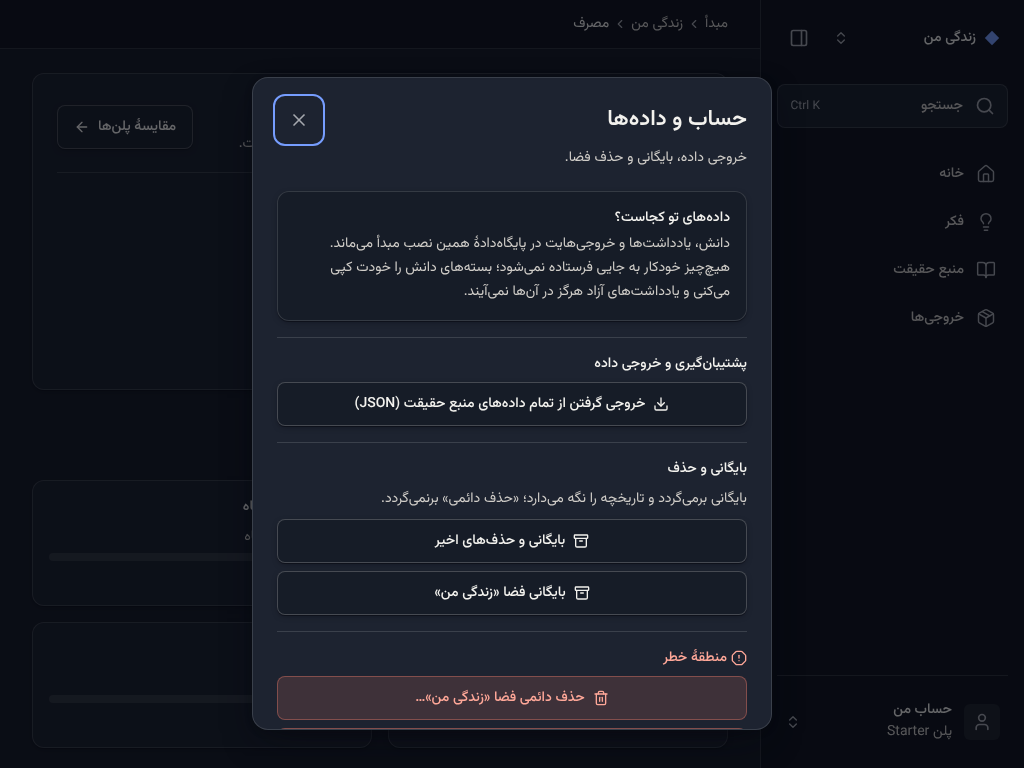 زندگی من
جستجو
Ctrl K
خانه
فکر
منبع حقیقت
خروجی‌ها
حساب من
پلن Starter
مبدأ
زندگی من
مصرف
مقایسهٔ پلن‌ها
حساب و داده‌ها
خروجی داده، بایگانی و حذف فضا.
داده‌های تو کجاست؟
دانش، یادداشت‌ها و خروجی‌هایت در پایگاه‌دادهٔ همین نصب مبدأ می‌ماند.
هیچ‌چیز خودکار به جایی فرستاده نمی‌شود؛ بسته‌های دانش را خودت کپی
می‌کنی و یادداشت‌های آزاد هرگز در آن‌ها نمی‌آیند.
پشتیبان‌گیری و خروجی داده
خروجی گرفتن از تمام داده‌های منبع حقیقت (JSON)
بایگانی و حذف
بایگانی برمی‌گردد و تاریخچه را نگه می‌دارد؛ «حذف دائمی» برنمی‌گردد.
بایگانی و حذف‌های اخیر
بایگانی فضا «زندگی من»
منطقهٔ خطر
حذف دائمی فضا «زندگی من»…